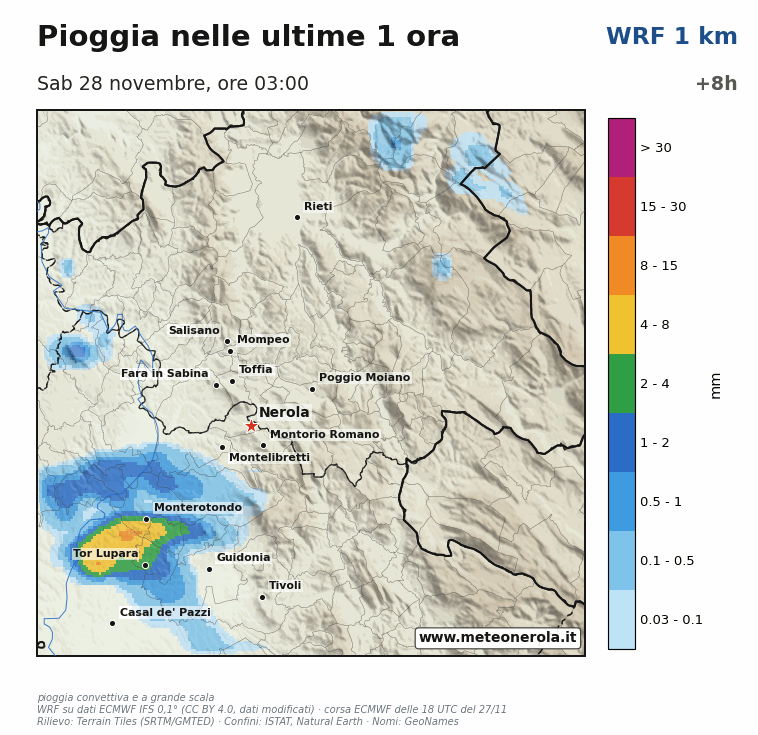 Pioggia nelle ultime 1 ora
WRF 1 km
Sab 28 novembre, ore 03:00
+8h
> 30
15 - 30
8 - 15
4 - 8
2 - 4
1 - 2
0.5 - 1
0.1 - 0.5
0.03 - 0.1
mm
Rieti
Salisano
Mompeo
Fara in Sabina
Toffia
Poggio Moiano
Nerola
Montorio Romano
Montelibretti
Monterotondo
Tor Lupara
Guidonia
Tivoli
Casal de' Pazzi
www.meteonerola.it
pioggia convettiva e a grande scala
WRF su dati ECMWF IFS 0,1° (CC BY 4.0, dati modificati) · corsa ECMWF delle 18 UTC del 27/11
Rilievo: Terrain Tiles (SRTM/GMTED) · Confini: ISTAT, Natural Earth · Nomi: GeoNames